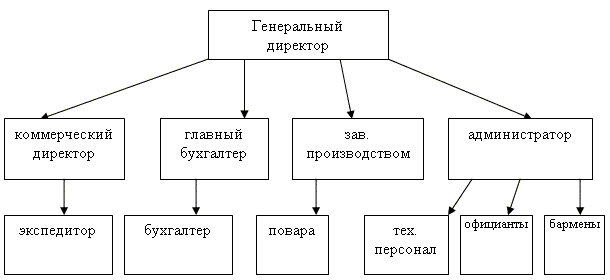 Генеральный
директор
коммерческий
директор
главный
бухгалтер
зав.
производством
администратор
экспедитор
бухгалтер
повара
тех.
персонал
официанты
бармены